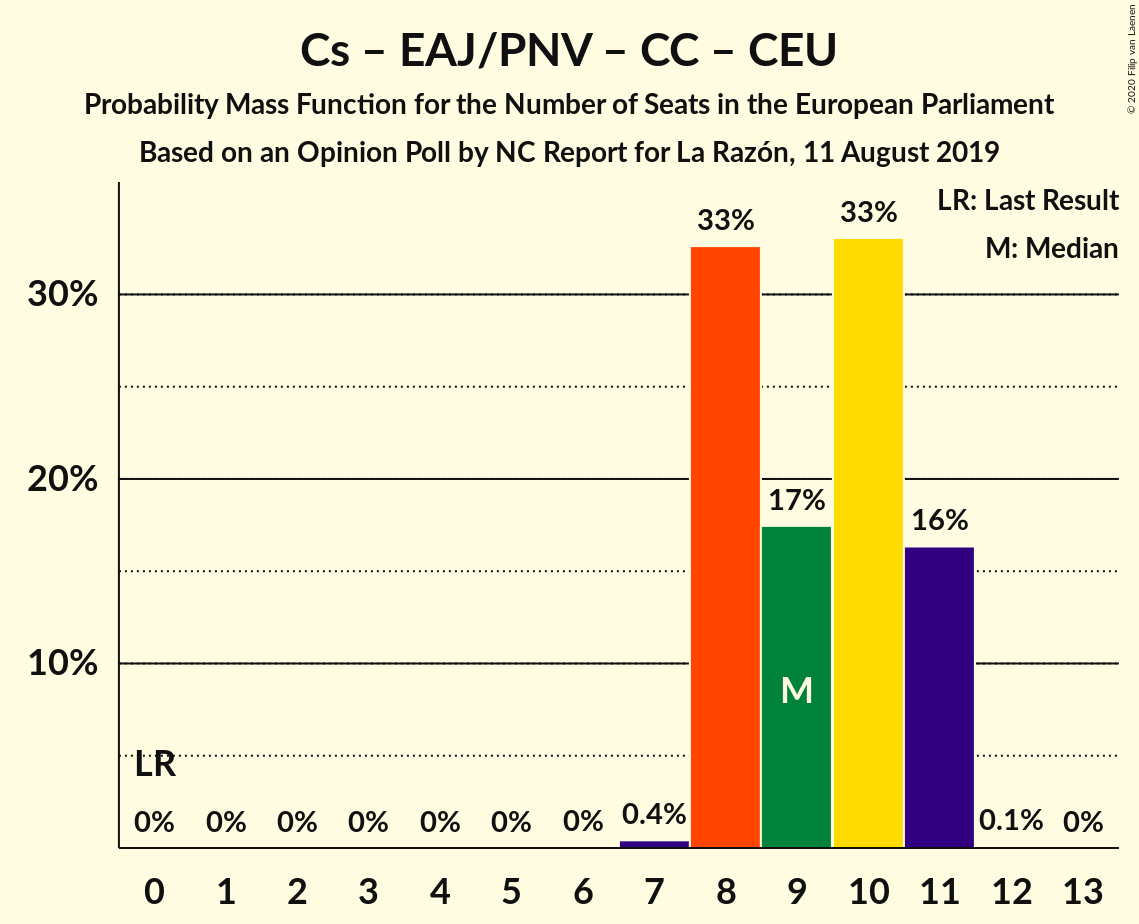 Cs – EAJ/PNV – CC – CEU
Probability Mass Function for the Number of Seats in the European Parliament
Based on an Opinion Poll by NC Report for La Razón, 11 August 2019
© 2020 Filip van Laenen
LR: Last Result
M: Median
33%
33%
30%
20%
17%
16%
10%
M
LR
0%
0%
0%
0%
0%
0%
0%
0.4%
0.1%
0%
0 1 2 3 4 5 6 7 8 9 10 11 12 13